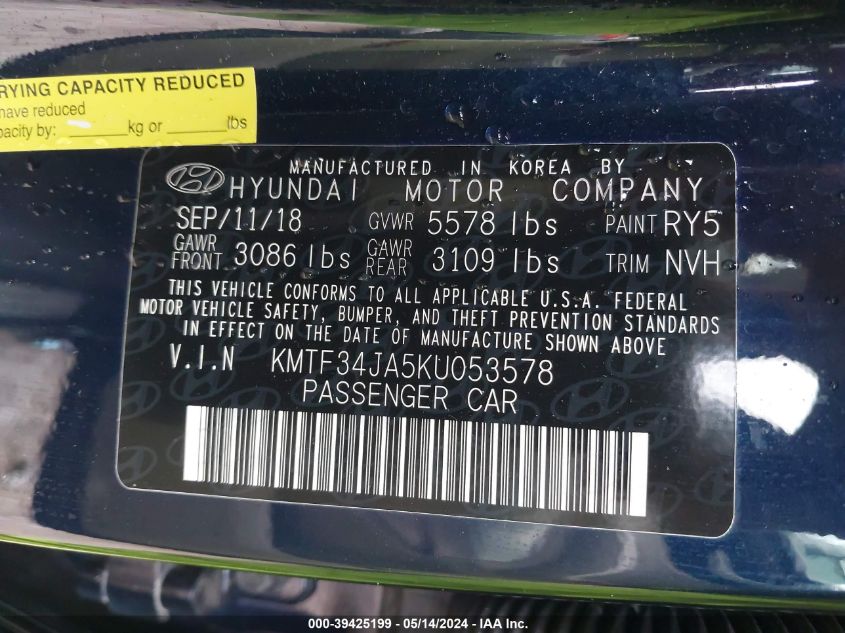 RYING CAPACITY REDUCED
have reduced
pacity by: ______ kg or ______ lbs
MANUFACTURED IN KOREA BY
HYUNDAI MOTOR COMPANY
SEP/11/18 GVWR 5578 lbs PAINT RY5
GAWR FRONT 3086 lbs GAWR REAR 3109 lbs TRIM NVH
THIS VEHICLE CONFORMS TO ALL APPLICABLE U.S.A. FEDERAL
MOTOR VEHICLE SAFETY, BUMPER, AND THEFT PREVENTION STANDARDS
IN EFFECT ON THE DATE OF MANUFACTURE SHOWN ABOVE
V.I.N KMTF34JA5KU053578
PASSENGER CAR
000-39425199 - 05/14/2024 - IAA Inc.